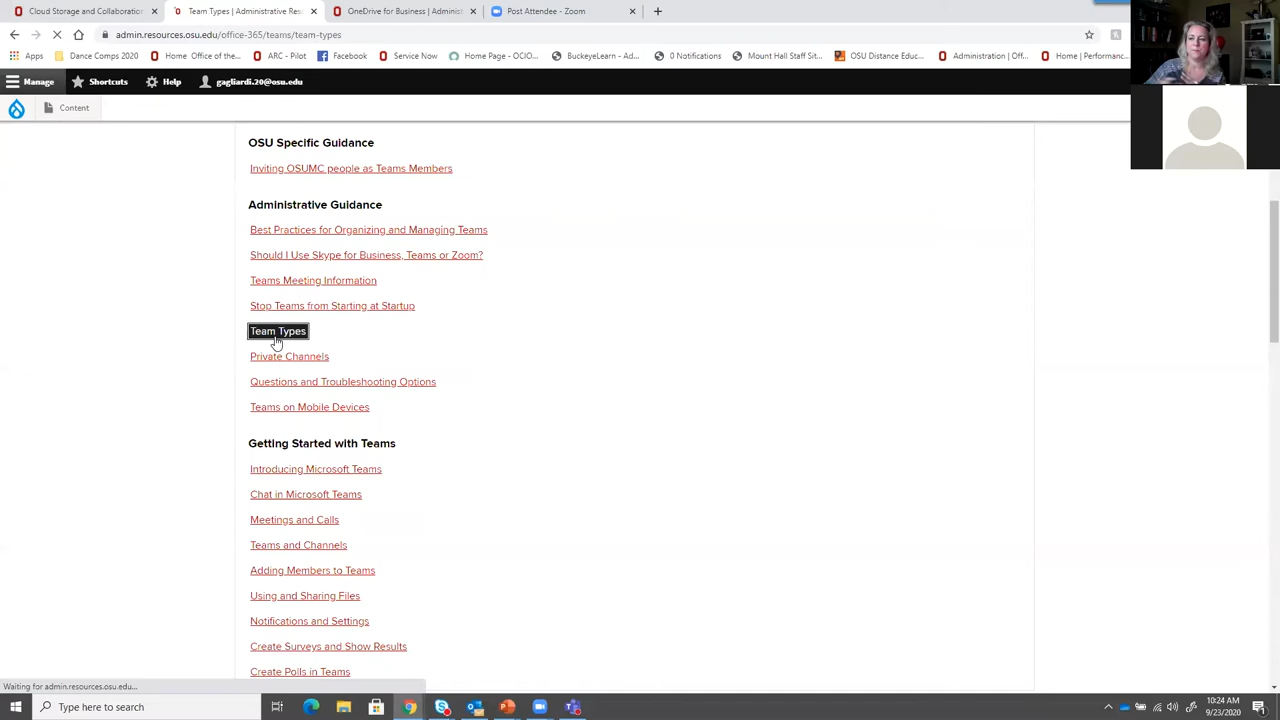 Cloud Storage and Collaboration
Team Types | Administrative Res
OneDrive for Business | Administ
Post Attendee - Zoom
admin.resources.osu.edu/office-365/teams/team-types
Apps
Dance Comps 2020
Home Office of the...
ARC - Pilot
Facebook
Service Now
Home Page - OCIO...
BuckeyeLearn - Ad...
0 Notifications
Mount Hall Staff Sit...
OSU Distance Educ...
Administration | Off...
Home | Performanc...
Manage
Shortcuts
Help
gagliardi.20@osu.edu
Content
OSU Specific Guidance
Inviting OSUMC people as Teams Members
Administrative Guidance
Best Practices for Organizing and Managing Teams
Should I Use Skype for Business, Teams or Zoom?
Teams Meeting Information
Stop Teams from Starting at Startup
Team Types
Private Channels
Questions and Troubleshooting Options
Teams on Mobile Devices
Getting Started with Teams
Introducing Microsoft Teams
Chat in Microsoft Teams
Meetings and Calls
Teams and Channels
Adding Members to Teams
Using and Sharing Files
Notifications and Settings
Create Surveys and Show Results
Create Polls in Teams
Waiting for admin.resources.osu.edu...
Type here to search
10:24 AM
9/23/2020